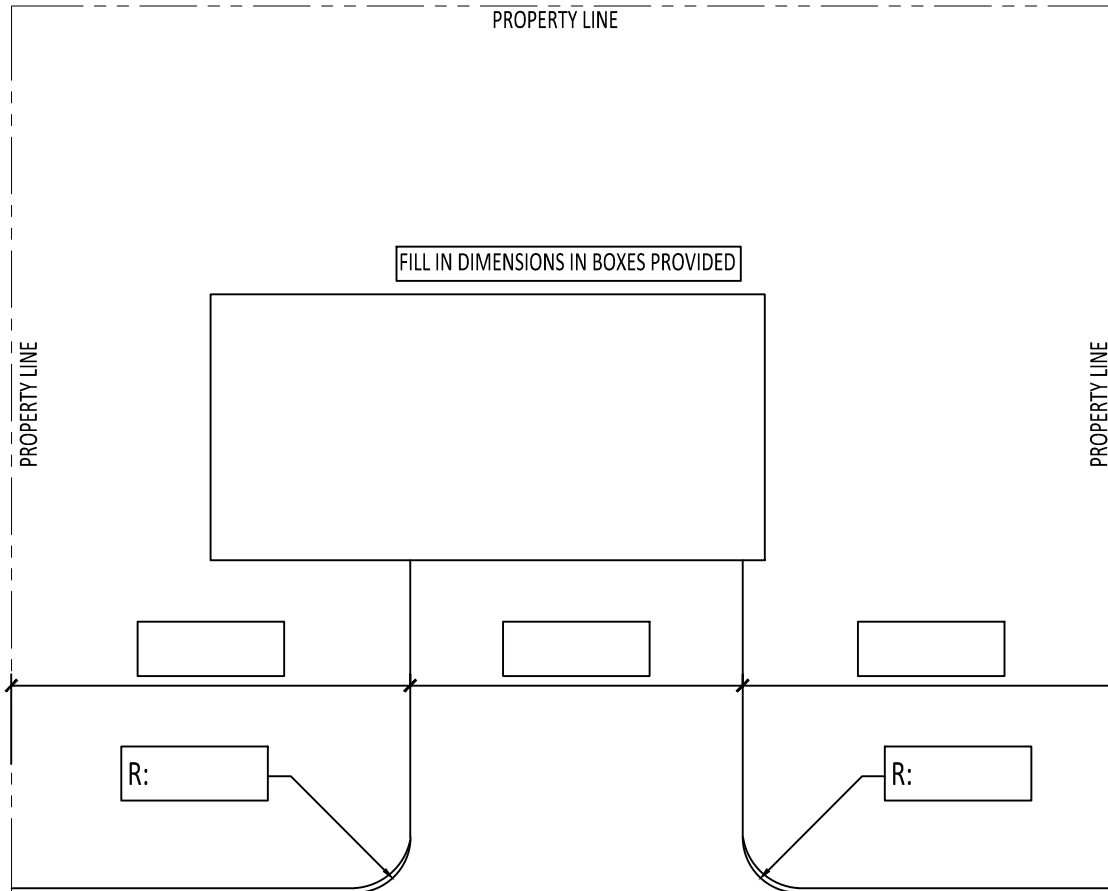 PROPERTY LINE
FILL IN DIMENSIONS IN BOXES PROVIDED
PROPERTY LINE
PROPERTY LINE
R:
R: